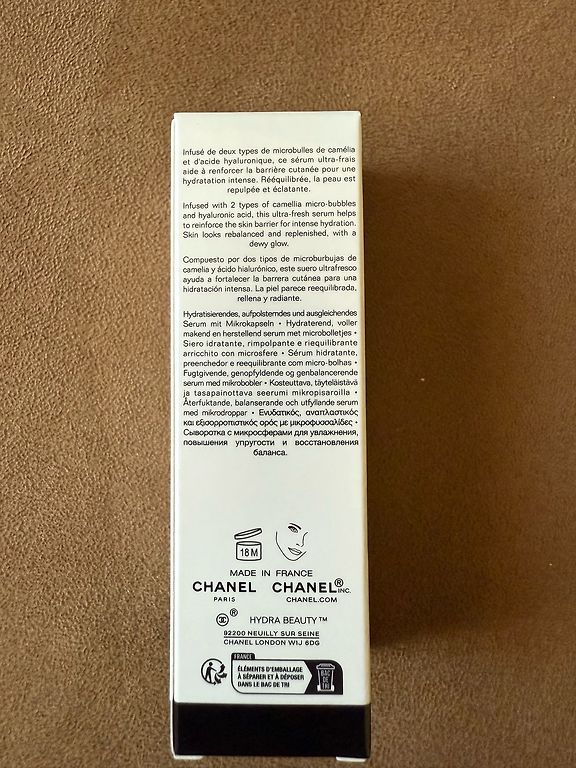 Infusé de deux types de microbulles de camélia
et d'acide hyaluronique, ce sérum ultra-frais
aide à renforcer la barrière cutanée pour une
hydratation intense. Rééquilibrée, la peau est
repulpée et éclatante.
Infused with 2 types of camellia micro-bubbles
and hyaluronic acid, this ultra-fresh serum helps
to reinforce the skin barrier for intense hydration.
Skin looks rebalanced and replenished, with a
dewy glow.
Compuesto por dos tipos de microburbujas de
camelia y ácido hialurónico, este suero ultrafresco
ayuda a fortalecer la barrera cutánea para una
hidratación intensa. La piel parece reequilibrada,
rellena y radiante.
Hydratisierendes, aufpolsterndes und ausgleichendes
Serum mit Mikrokapseln • Hydraterend, voller
makend en herstellend serum met microbolletjes •
Siero idratante, rimpolpante e riequilibrante
arricchito con microsfere • Sérum hidratante,
preenchedor e reequilibrante com micro-bolhas •
Fugtgivende, genopfyldende og genbalancerende
serum med mikrobobler • Kosteuttava, täyteläistävä
ja tasapainottava seerumi mikropisaroilla •
Återfuktande, balanserande och utfyllande serum
med mikrodroppar • Ενυδατικός, αναπλαστικός
και εξισορροπιστικός ορός με μικροφυσαλίδες •
Сыворотка с микросферами для увлажнения,
повышения упругости и восстановления
баланса.
18 M
MADE IN FRANCE
CHANEL CHANEL® INC.
PARIS CHANEL.COM
® HYDRA BEAUTY™
92200 NEUILLY SUR SEINE
CHANEL LONDON W1J 6DG
FRANCE
ÉLÉMENTS D'EMBALLAGE
À SÉPARER ET À DÉPOSER
DANS LE BAC DE TRI
BAC
DE
TRI